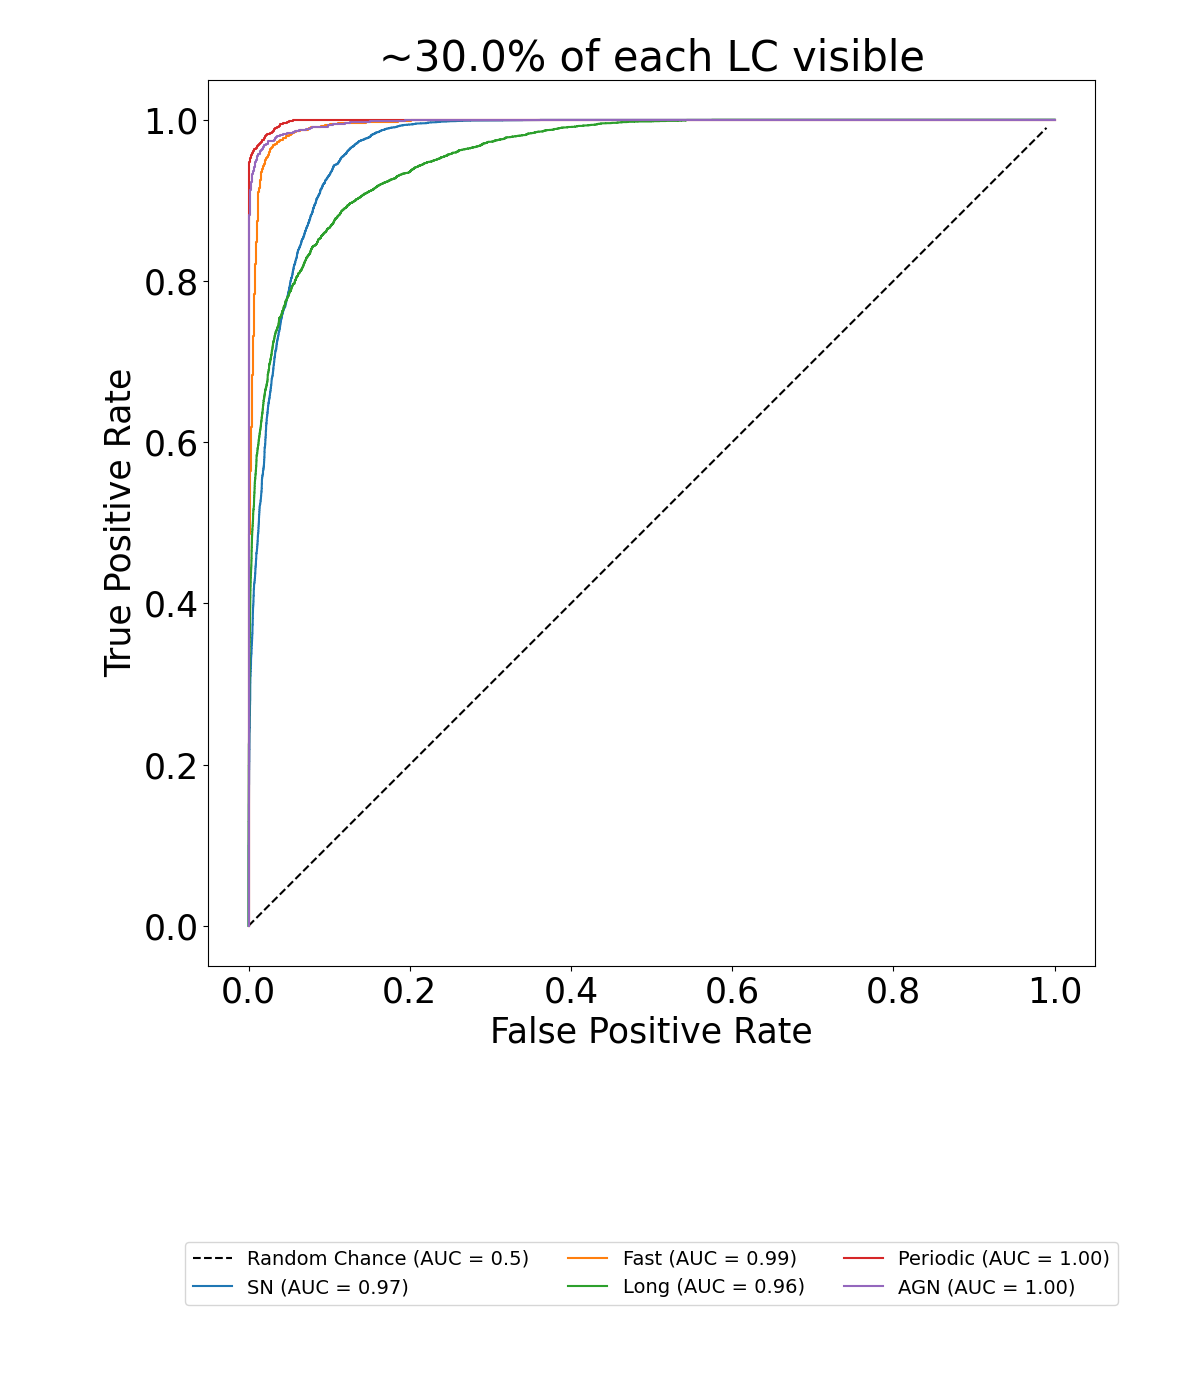 ~30.0% of each LC visible
1.0
0.8
0.6
0.4
0.2
0.0
True Positive Rate
0.0 0.2 0.4 0.6 0.8 1.0
False Positive Rate
Random Chance (AUC = 0.5) Fast (AUC = 0.99) Periodic (AUC = 1.00)
SN (AUC = 0.97) Long (AUC = 0.96) AGN (AUC = 1.00)